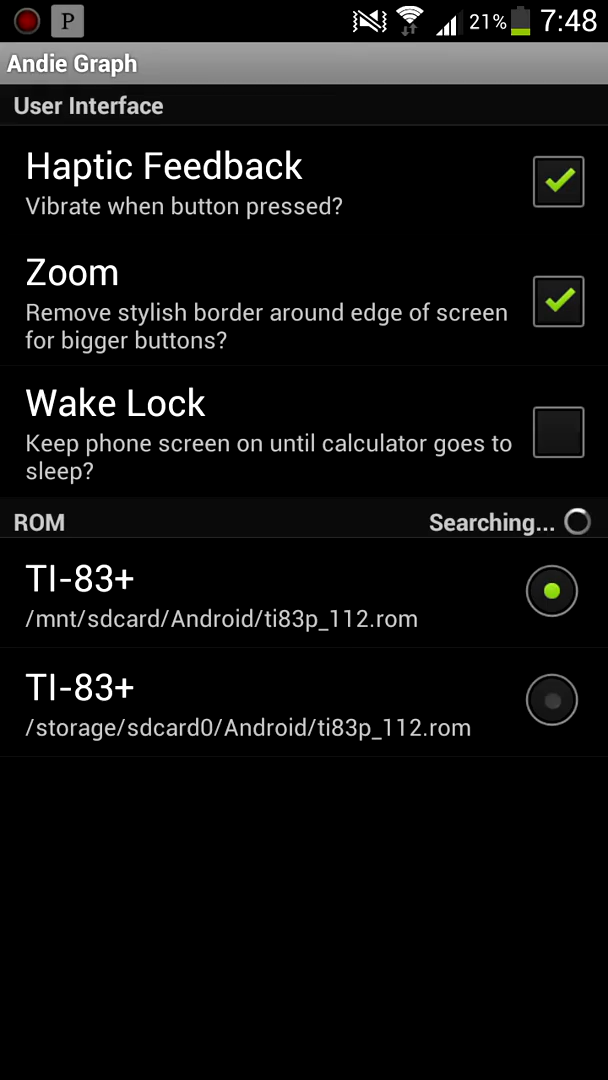 P 21% 7:48
Andie Graph
User Interface
Haptic Feedback
Vibrate when button pressed?
Zoom
Remove stylish border around edge of screen
for bigger buttons?
Wake Lock
Keep phone screen on until calculator goes to
sleep?
ROM Searching...
TI-83+
/mnt/sdcard/Android/ti83p_112.rom
TI-83+
/storage/sdcard0/Android/ti83p_112.rom